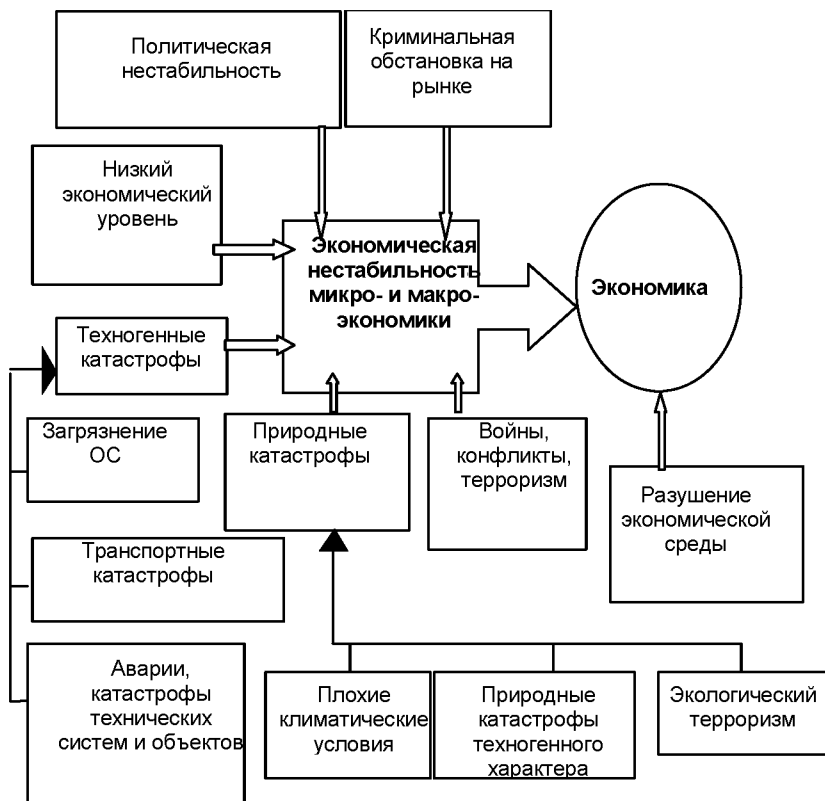 Политическая
нестабильность
Криминальная
обстановка на
рынке
Низкий
экономический
уровень
Экономическая
нестабильность
микро- и макро-
экономики
Экономика
Техногенные
катастрофы
Загрязнение
ОС
Природные
катастрофы
Войны,
конфликты,
терроризм
Разушение
экономической
среды
Транспортные
катастрофы
Аварии,
катастрофы
технических
систем и объектов
Плохие
климатические
условия
Природные
катастрофы
техногенного
характера
Экологический
терроризм